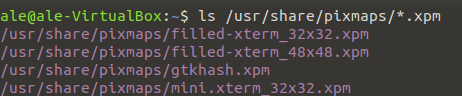 ale@ale-VirtualBox:~$ ls /usr/share/pixmaps/*.xpm
/usr/share/pixmaps/filled-xterm_32x32.xpm
/usr/share/pixmaps/filled-xterm_48x48.xpm
/usr/share/pixmaps/gtkhash.xpm
/usr/share/pixmaps/mini.xterm_32x32.xpm